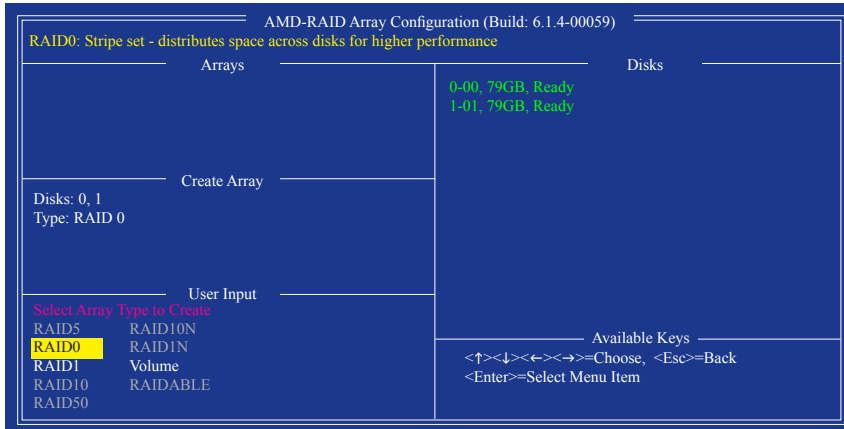 AMD-RAID Array Configuration (Build: 6.1.4-00059)
RAID0: Stripe set - distributes space across disks for higher performance
Arrays
Create Array
Disks: 0, 1
Type: RAID 0
User Input
Select Array Type to Create
RAID5 RAID10N
RAID0 RAID1N
RAID1 Volume
RAID10 RAIDABLE
RAID50
Disks
0-00, 79GB, Ready
1-01, 79GB, Ready
Available Keys
<↑><↓><←><→>=Choose, <Esc>=Back
<Enter>=Select Menu Item